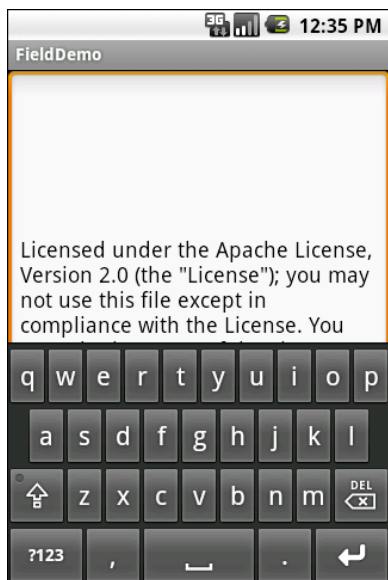 3G 12:35 PM
FieldDemo
Licensed under the Apache License,
Version 2.0 (the "License"); you may
not use this file except in
compliance with the License. You
q w e r t y u i o p
a s d f g h j k l
z x c v b n m DEL
?123 , .